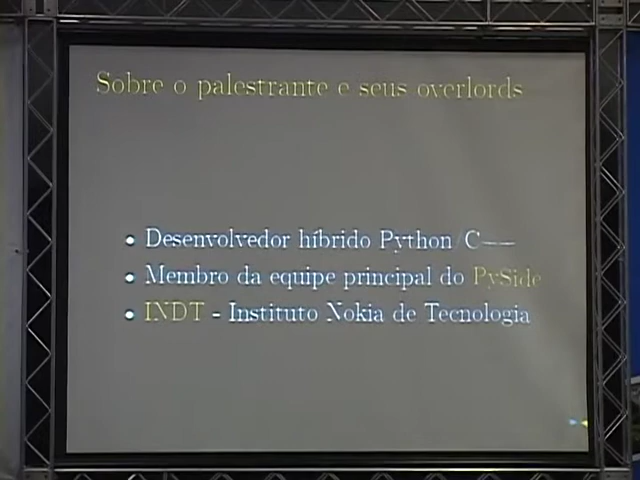 Sobre o palestrante e seus overlords
• Desenvolvedor híbrido Python/C++
• Membro da equipe principal do PySide
• INDT - Instituto Nokia de Tecnologia